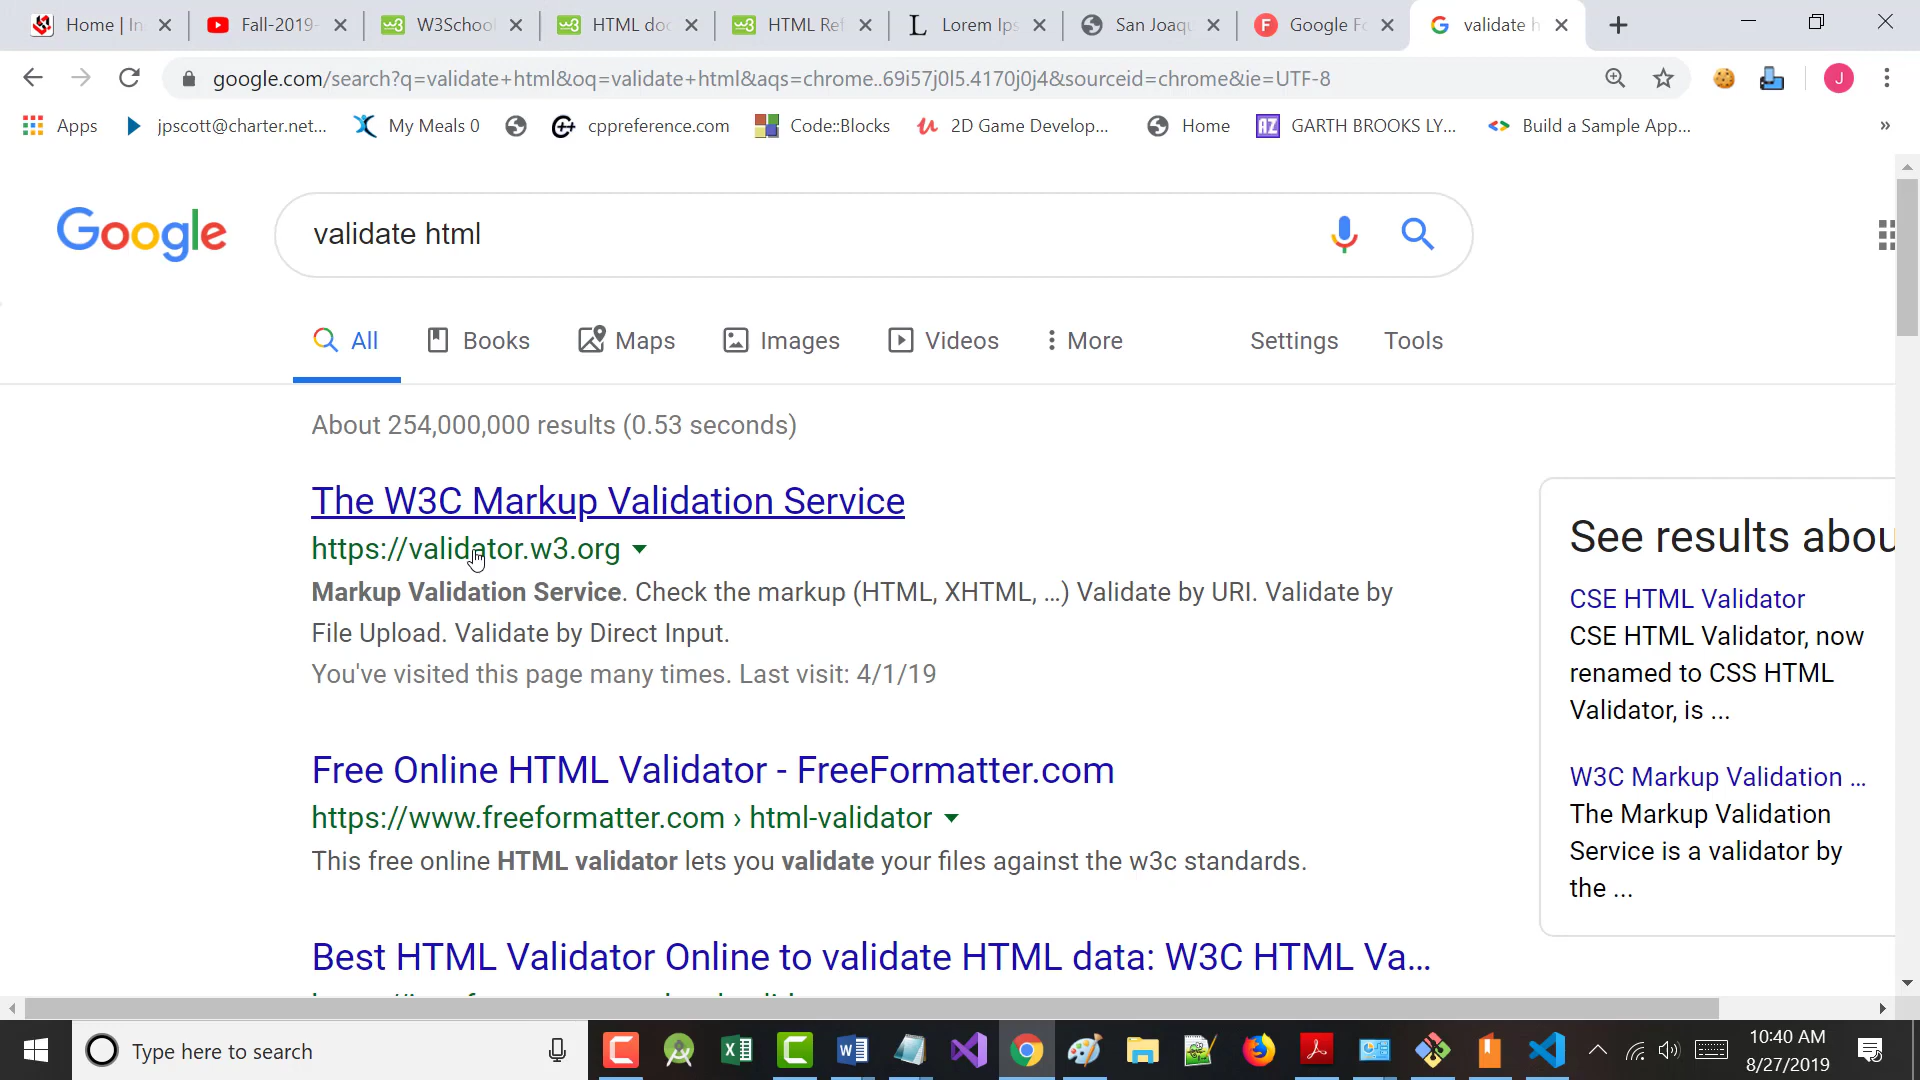 Home | In
Fall-2019-
W3School
HTML doc
HTML Ref
Lorem Ips
San Joaqu
Google Fo
validate h
google.com/search?q=validate+html&oq=validate+html&aqs=chrome..69i57j0l5.4170j0j4&sourceid=chrome&ie=UTF-8
J
Apps
jpscott@charter.net...
My Meals 0
cppreference.com
Code::Blocks
2D Game Develop...
Home
GARTH BROOKS LY...
Build a Sample App...
»
Google
validate html
All
Books
Maps
Images
Videos
More
Settings
Tools
About 254,000,000 results (0.53 seconds)
The W3C Markup Validation Service
https://validator.w3.org
Markup Validation Service. Check the markup (HTML, XHTML, ...) Validate by URI. Validate by
File Upload. Validate by Direct Input.
You've visited this page many times. Last visit: 4/1/19
Free Online HTML Validator - FreeFormatter.com
https://www.freeformatter.com › html-validator
This free online HTML validator lets you validate your files against the w3c standards.
Best HTML Validator Online to validate HTML data: W3C HTML Va...
See results abou
CSE HTML Validator
CSE HTML Validator, now
renamed to CSS HTML
Validator, is ...
W3C Markup Validation ...
The Markup Validation
Service is a validator by
the ...
Type here to search
10:40 AM
8/27/2019